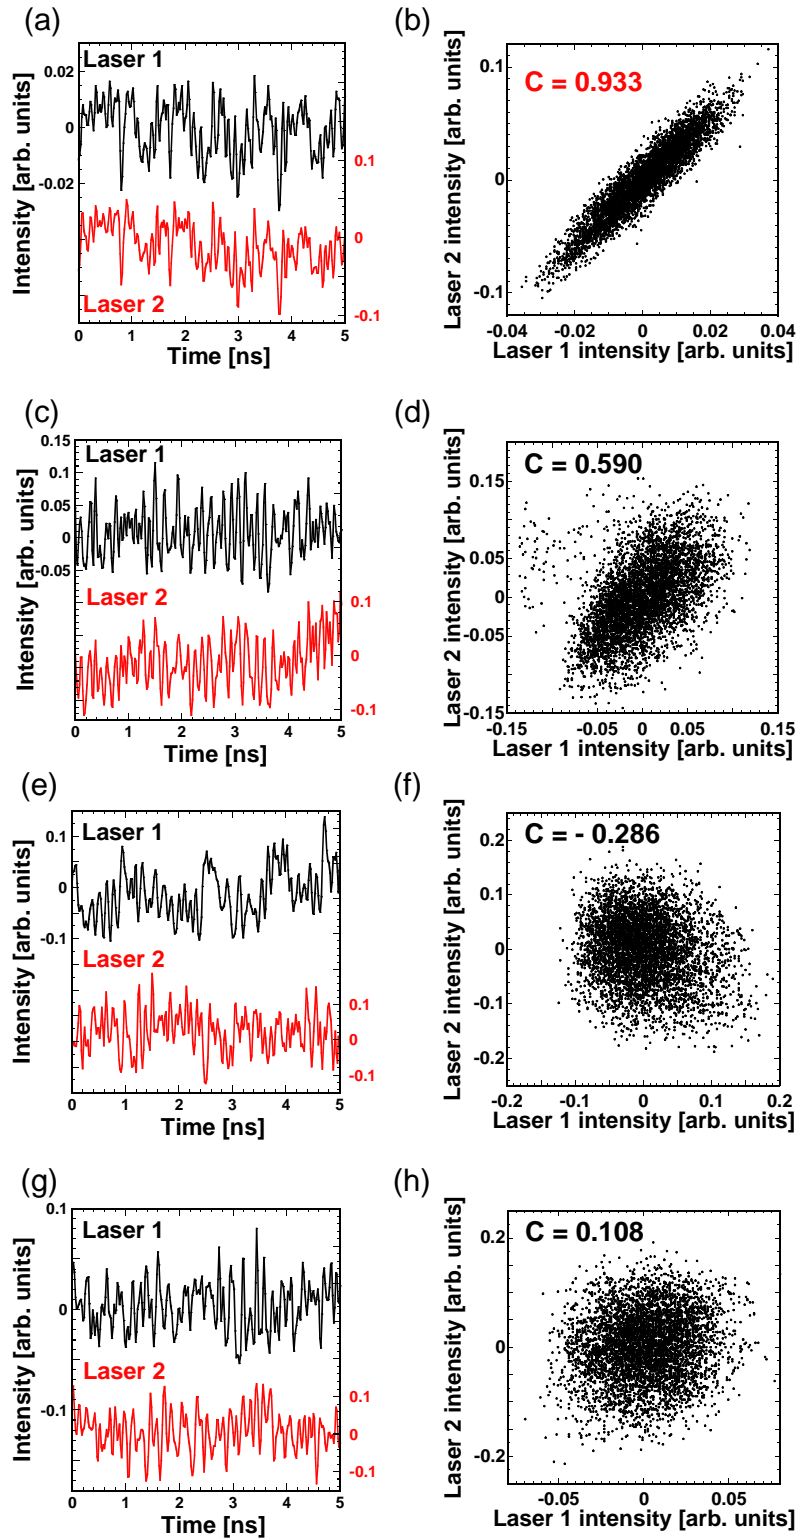 (a)
Laser 1
Laser 2
0.02
0
-0.02
0.1
0
-0.1
Intensity [arb. units]
0 1 2 3 4 5
Time [ns]
(b)
C = 0.933
0.1
0
-0.1
Laser 2 intensity [arb. units]
-0.04 -0.02 0 0.02 0.04
Laser 1 intensity [arb. units]
(c)
Laser 1
Laser 2
0.15
0.1
0.05
0
-0.05
0.1
0
-0.1
Intensity [arb. units]
0 1 2 3 4 5
Time [ns]
(d)
C = 0.590
0.15
0.05
0
-0.05
-0.15
Laser 2 intensity [arb. units]
-0.15 -0.05 0 0.05 0.15
Laser 1 intensity [arb. units]
(e)
Laser 1
Laser 2
0.1
0
-0.1
0.1
0
-0.1
Intensity [arb. units]
0 1 2 3 4 5
Time [ns]
(f)
C = - 0.286
0.2
0.1
0
-0.1
-0.2
Laser 2 intensity [arb. units]
-0.2 -0.1 0 0.1 0.2
Laser 1 intensity [arb. units]
(g)
Laser 1
Laser 2
0.1
0
-0.1
0.1
0
-0.1
Intensity [arb. units]
0 1 2 3 4 5
Time [ns]
(h)
C = 0.108
0.2
0.1
0
-0.1
-0.2
Laser 2 intensity [arb. units]
-0.05 0 0.05
Laser 1 intensity [arb. units]